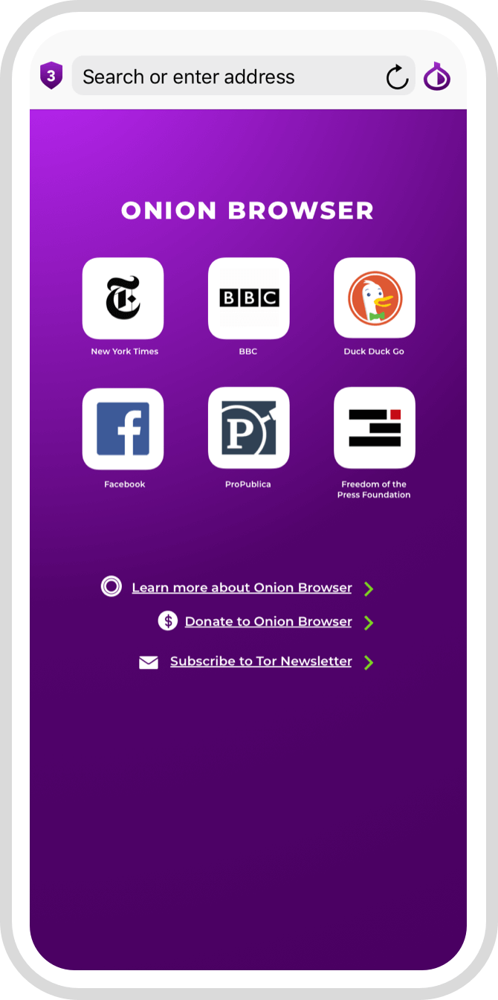 3
Search or enter address
ONION BROWSER
T
BBC
New York Times
BBC
Duck Duck Go
f
P
Facebook
ProPublica
Freedom of the
Press Foundation
Learn more about Onion Browser
$ Donate to Onion Browser
Subscribe to Tor Newsletter